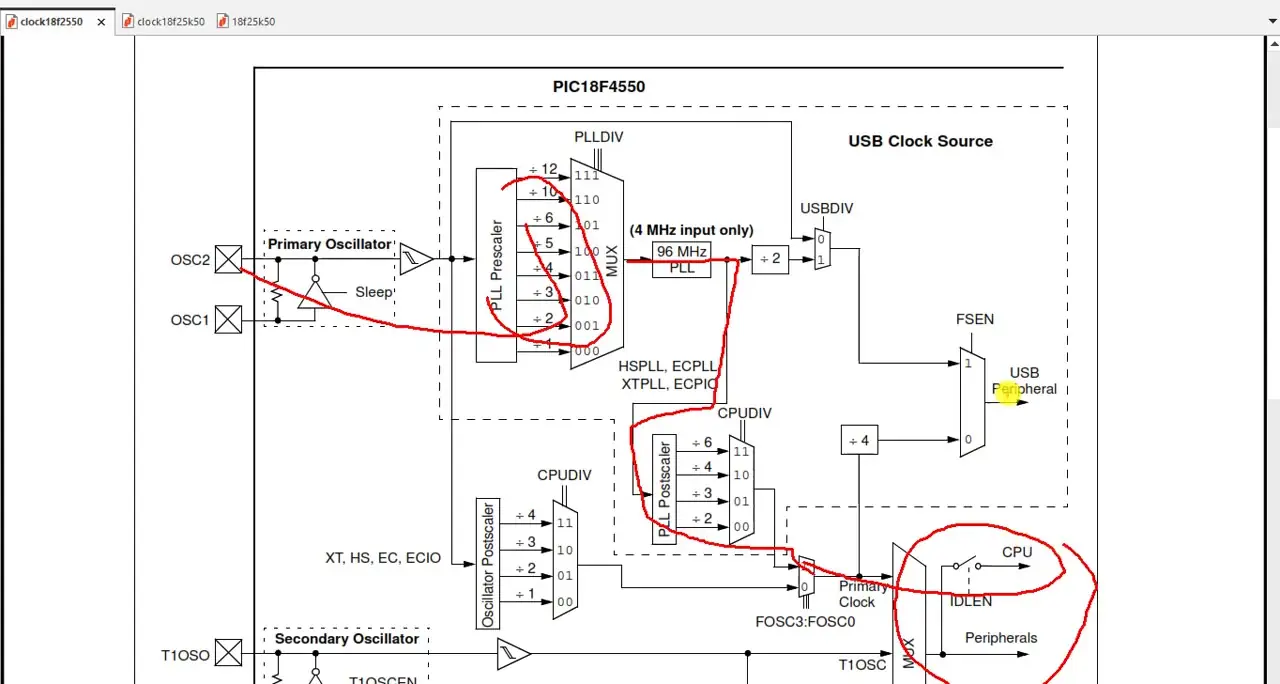 clock18f2550 × clock18f25k50 18f25k50
PIC18F4550
PLLDIV
USB Clock Source
÷ 12 111
÷ 10 110
÷ 6 101
÷ 5 100
÷ 4 011
÷ 3 010
÷ 2 001
÷ 1 000
PLL Prescaler
MUX
(4 MHz input only)
96 MHz
PLL
÷ 2
USBDIV
0
1
Primary Oscillator
OSC2
Sleep
OSC1
FSEN
1
USB
Peripheral
0
HSPLL, ECPLL,
XTPLL, ECPIO
CPUDIV
÷ 6 11
÷ 4 10
÷ 3 01
÷ 2 00
PLL Postscaler
÷ 4
CPUDIV
÷ 4 11
÷ 3 10
÷ 2 01
÷ 1 00
Oscillator Postscaler
XT, HS, EC, ECIO
0
FOSC3:FOSC0
Primary
Clock
CPU
IDLEN
Peripherals
MUX
Secondary Oscillator
T1OSO
T1OSC
T1OSCEN